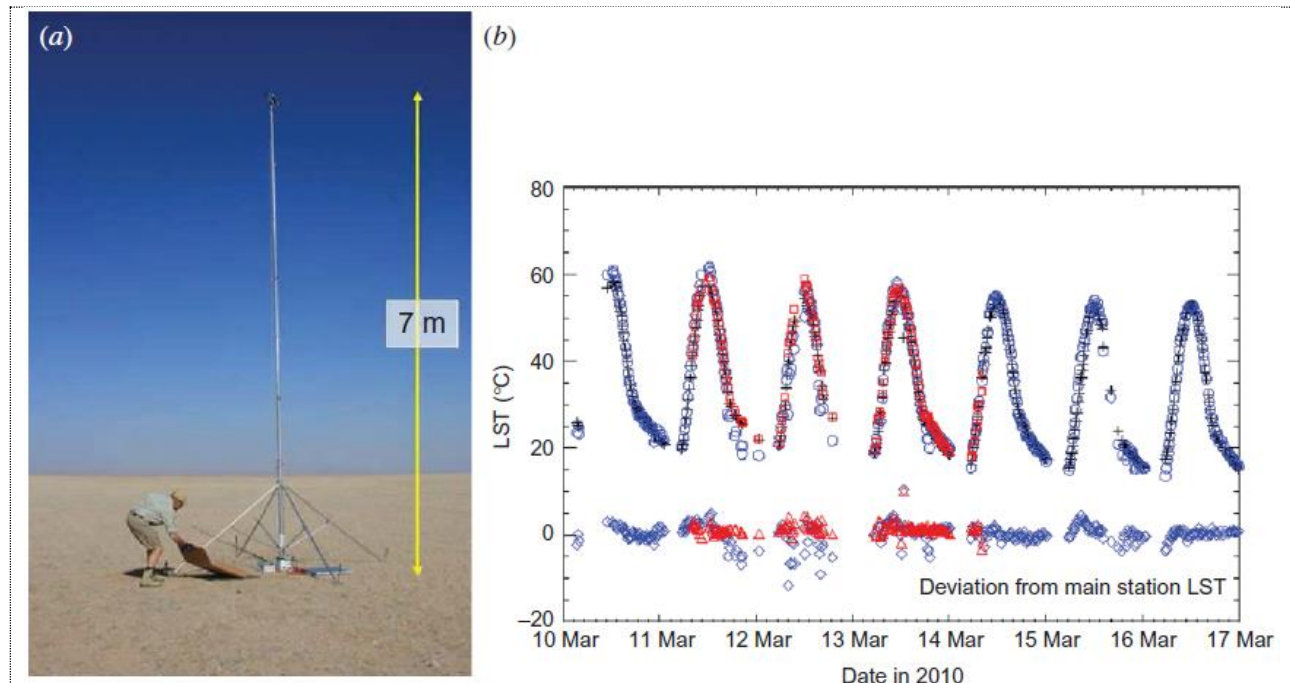 (a)
7 m
(b)
LST (°C)
80
60
40
20
0
–20
Deviation from main station LST
10 Mar 11 Mar 12 Mar 13 Mar 14 Mar 15 Mar 16 Mar 17 Mar
Date in 2010